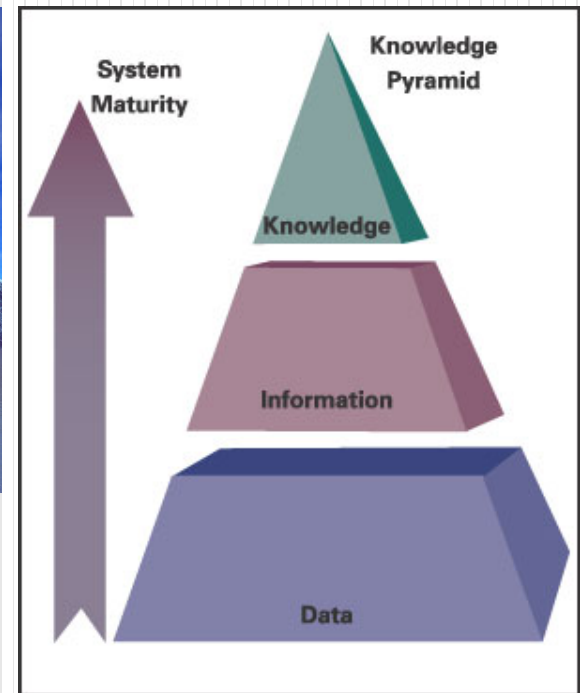 System
Maturity
Knowledge
Pyramid
Knowledge
Information
Data